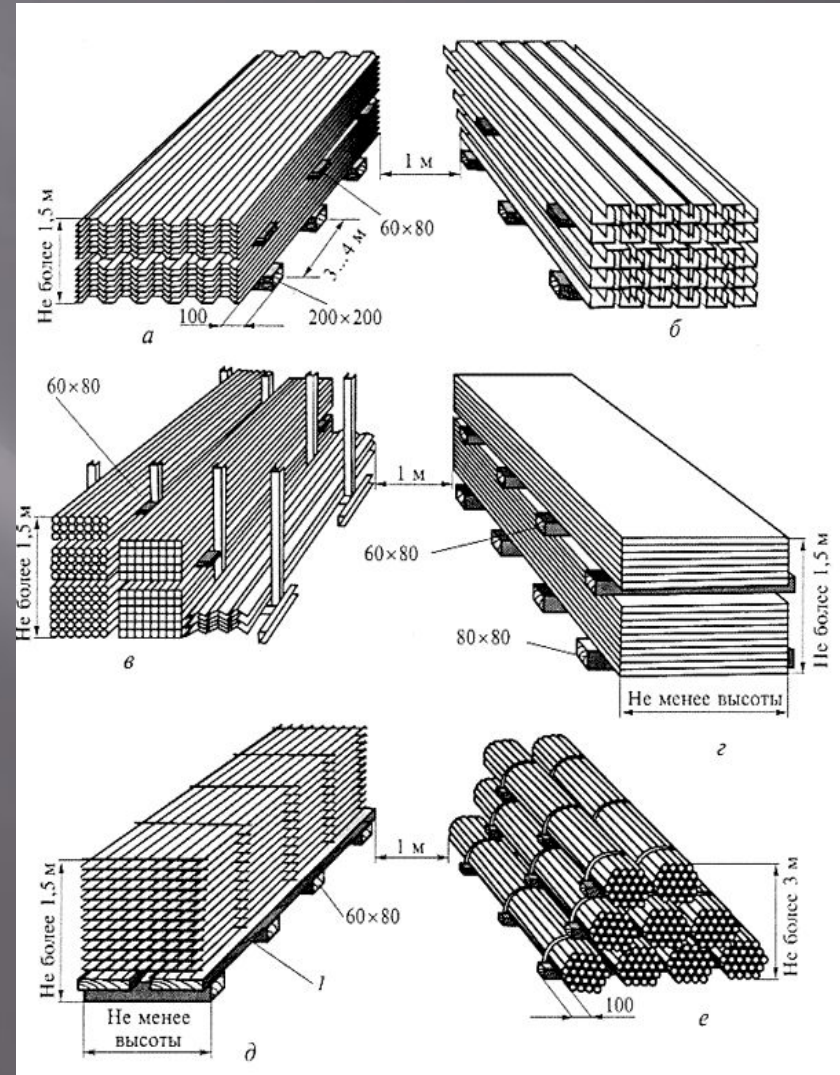 Не более 1,5 м
1 м
60×80
3...4 м
100
200×200
а
б
60×80
1 м
Не более 1,5 м
60×80
80×80
Не более 1,5 м
в
Не менее высоты
г
Не более 1,5 м
1 м
60×80
1
Не более 3 м
100
Не менее
высоты
д
е